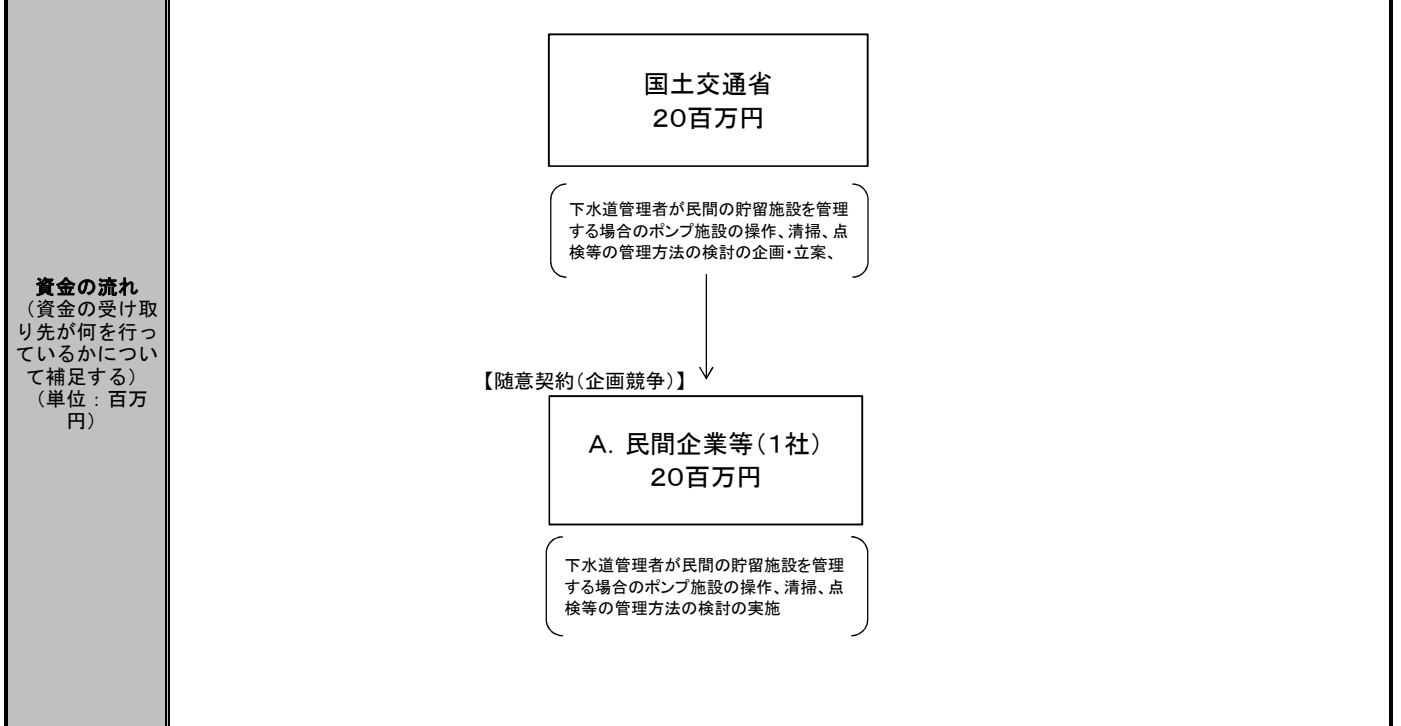 資金の流れ
（資金の受け取
り先が何を行っ
ているかについ
て補足する）
（単位：百万
円）
国土交通省
２０百万円
下水道管理者が民間の貯留施設を管理
する場合のポンプ施設の操作、清掃、点
検等の管理方法の検討の企画・立案、
【随意契約（企画競争）】
Ａ．民間企業等（１社）
２０百万円
下水道管理者が民間の貯留施設を管理
する場合のポンプ施設の操作、清掃、点
検等の管理方法の検討の実施